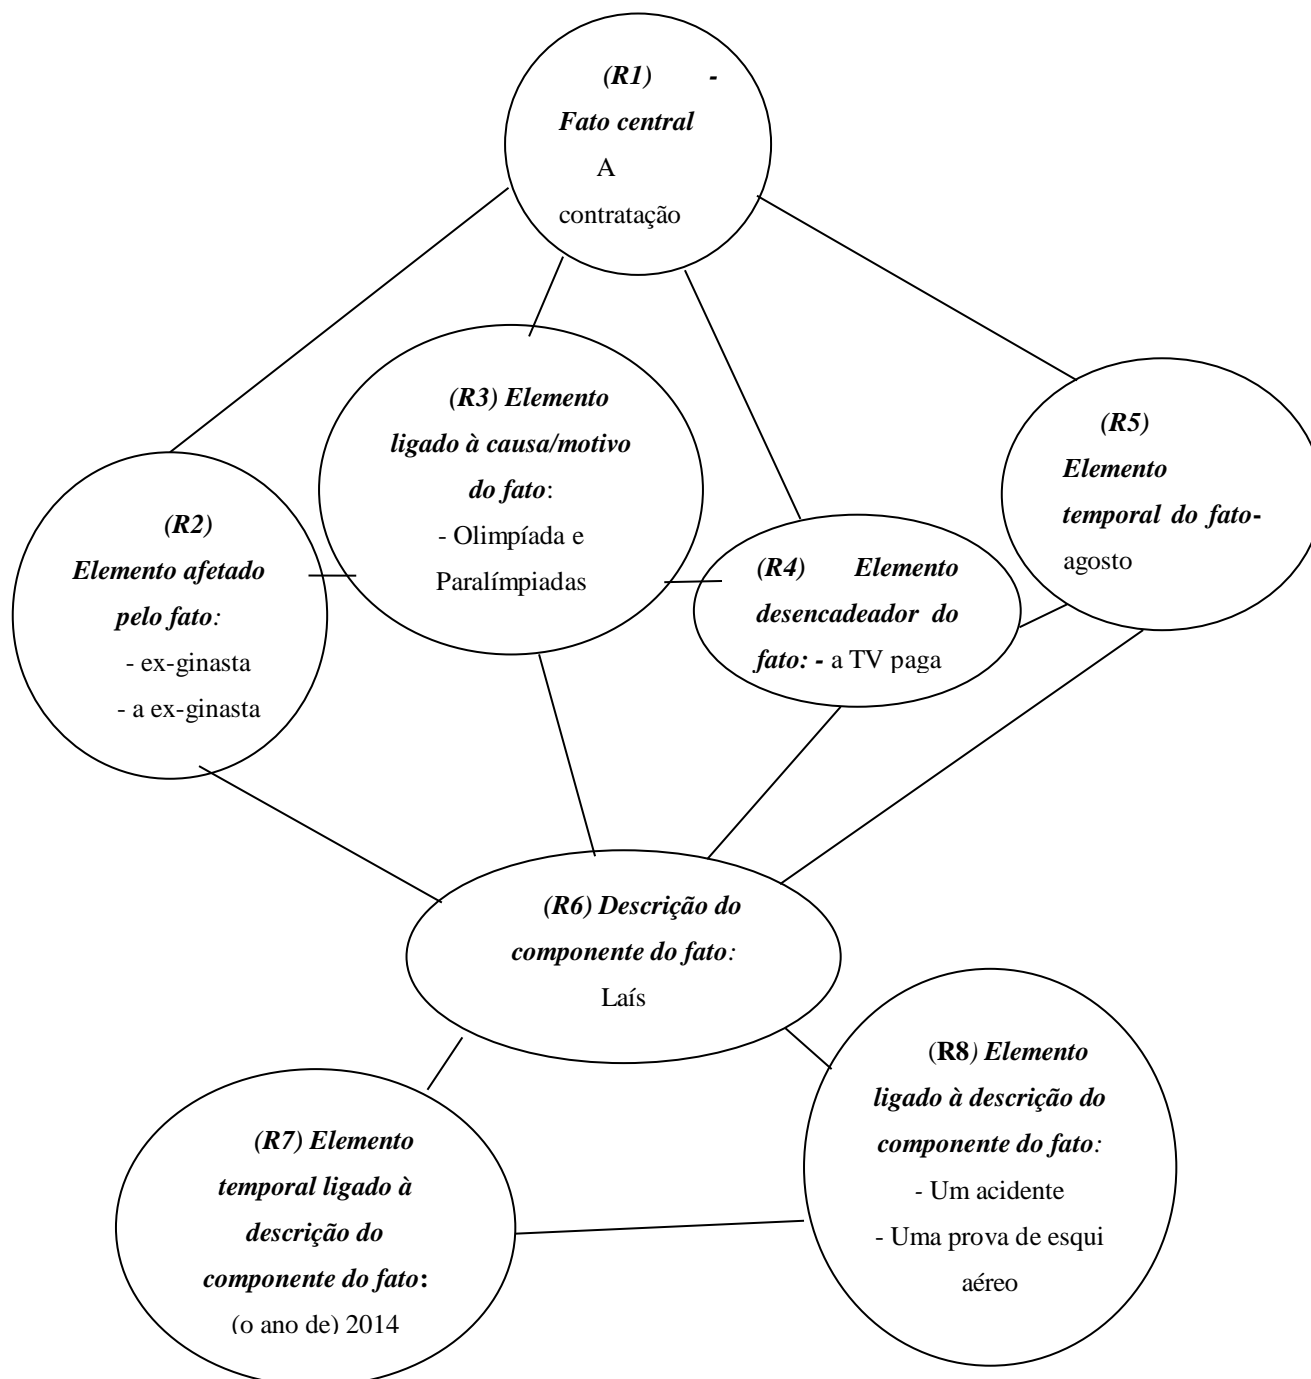 (R1) -
Fato central
A
contratação
(R3) Elemento
ligado à causa/motivo
do fato:
- Olimpíada e
Paralímpiadas
(R5)
Elemento
temporal do fato-
agosto
(R2)
Elemento afetado
pelo fato:
- ex-ginasta
- a ex-ginasta
(R4) Elemento
desencadeador do
fato: - a TV paga
(R6) Descrição do
componente do fato:
Laís
(R8) Elemento
ligado à descrição do
componente do fato:
- Um acidente
- Uma prova de esqui
aéreo
(R7) Elemento
temporal ligado à
descrição do
componente do fato:
(o ano de) 2014